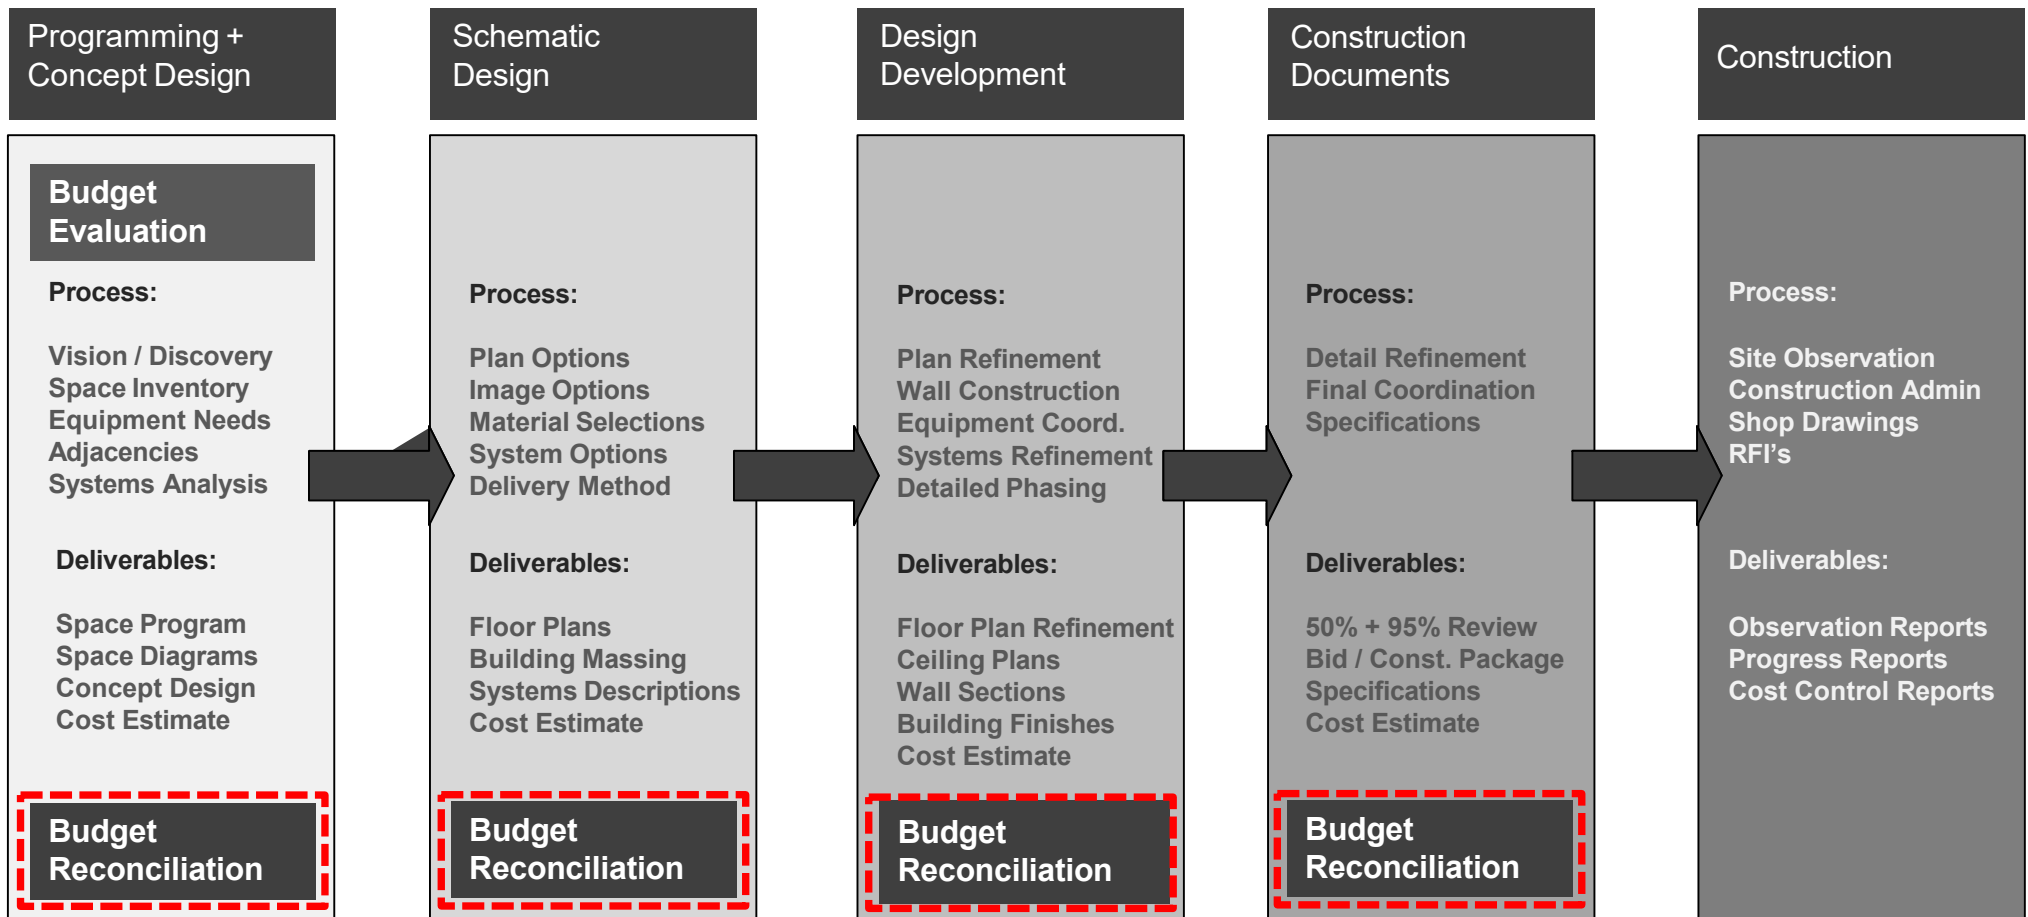 Programming +
Concept Design
Budget
Evaluation
Process:
Vision / Discovery
Space Inventory
Equipment Needs
Adjacencies
Systems Analysis
Deliverables:
Space Program
Space Diagrams
Concept Design
Cost Estimate
Budget
Reconciliation
Schematic
Design
Process:
Plan Options
Image Options
Material Selections
System Options
Delivery Method
Deliverables:
Floor Plans
Building Massing
Systems Descriptions
Cost Estimate
Budget
Reconciliation
Design
Development
Process:
Plan Refinement
Wall Construction
Equipment Coord.
Systems Refinement
Detailed Phasing
Deliverables:
Floor Plan Refinement
Ceiling Plans
Wall Sections
Building Finishes
Cost Estimate
Budget
Reconciliation
Construction
Documents
Process:
Detail Refinement
Final Coordination
Specifications
Deliverables:
50% + 95% Review
Bid / Const. Package
Specifications
Cost Estimate
Budget
Reconciliation
Construction
Process:
Site Observation
Construction Admin
Shop Drawings
RFI’s
Deliverables:
Observation Reports
Progress Reports
Cost Control Reports